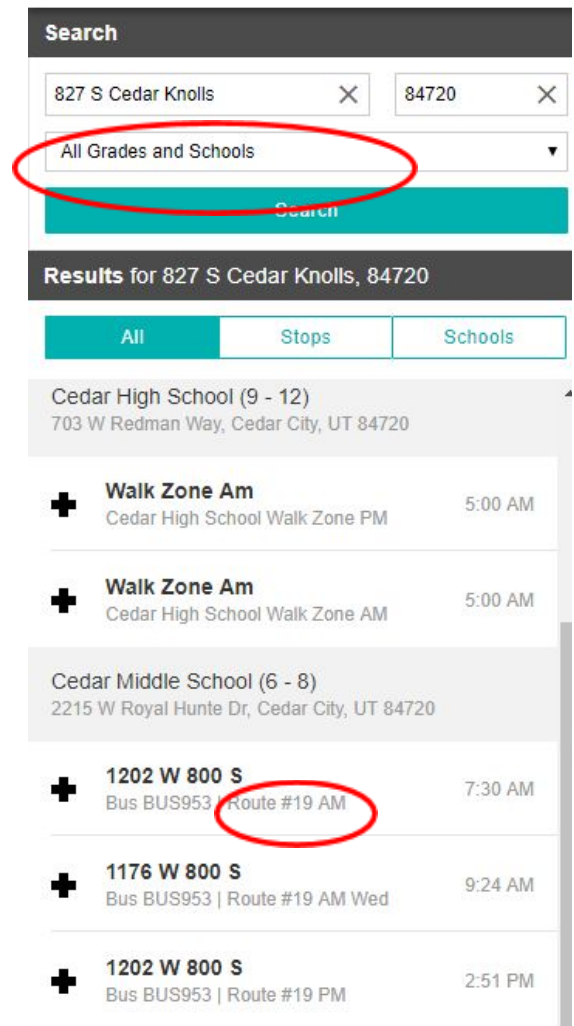 Search
827 S Cedar Knolls 84720
All Grades and Schools
Search
Results for 827 S Cedar Knolls, 84720
All Stops Schools
Cedar High School (9 - 12)
703 W Redman Way, Cedar City, UT 84720
Walk Zone Am
Cedar High School Walk Zone PM 5:00 AM
Walk Zone Am
Cedar High School Walk Zone AM 5:00 AM
Cedar Middle School (6 - 8)
2215 W Royal Hunte Dr, Cedar City, UT 84720
1202 W 800 S
Bus BUS953 | Route #19 AM 7:30 AM
1176 W 800 S
Bus BUS953 | Route #19 AM Wed 9:24 AM
1202 W 800 S
Bus BUS953 | Route #19 PM 2:51 PM